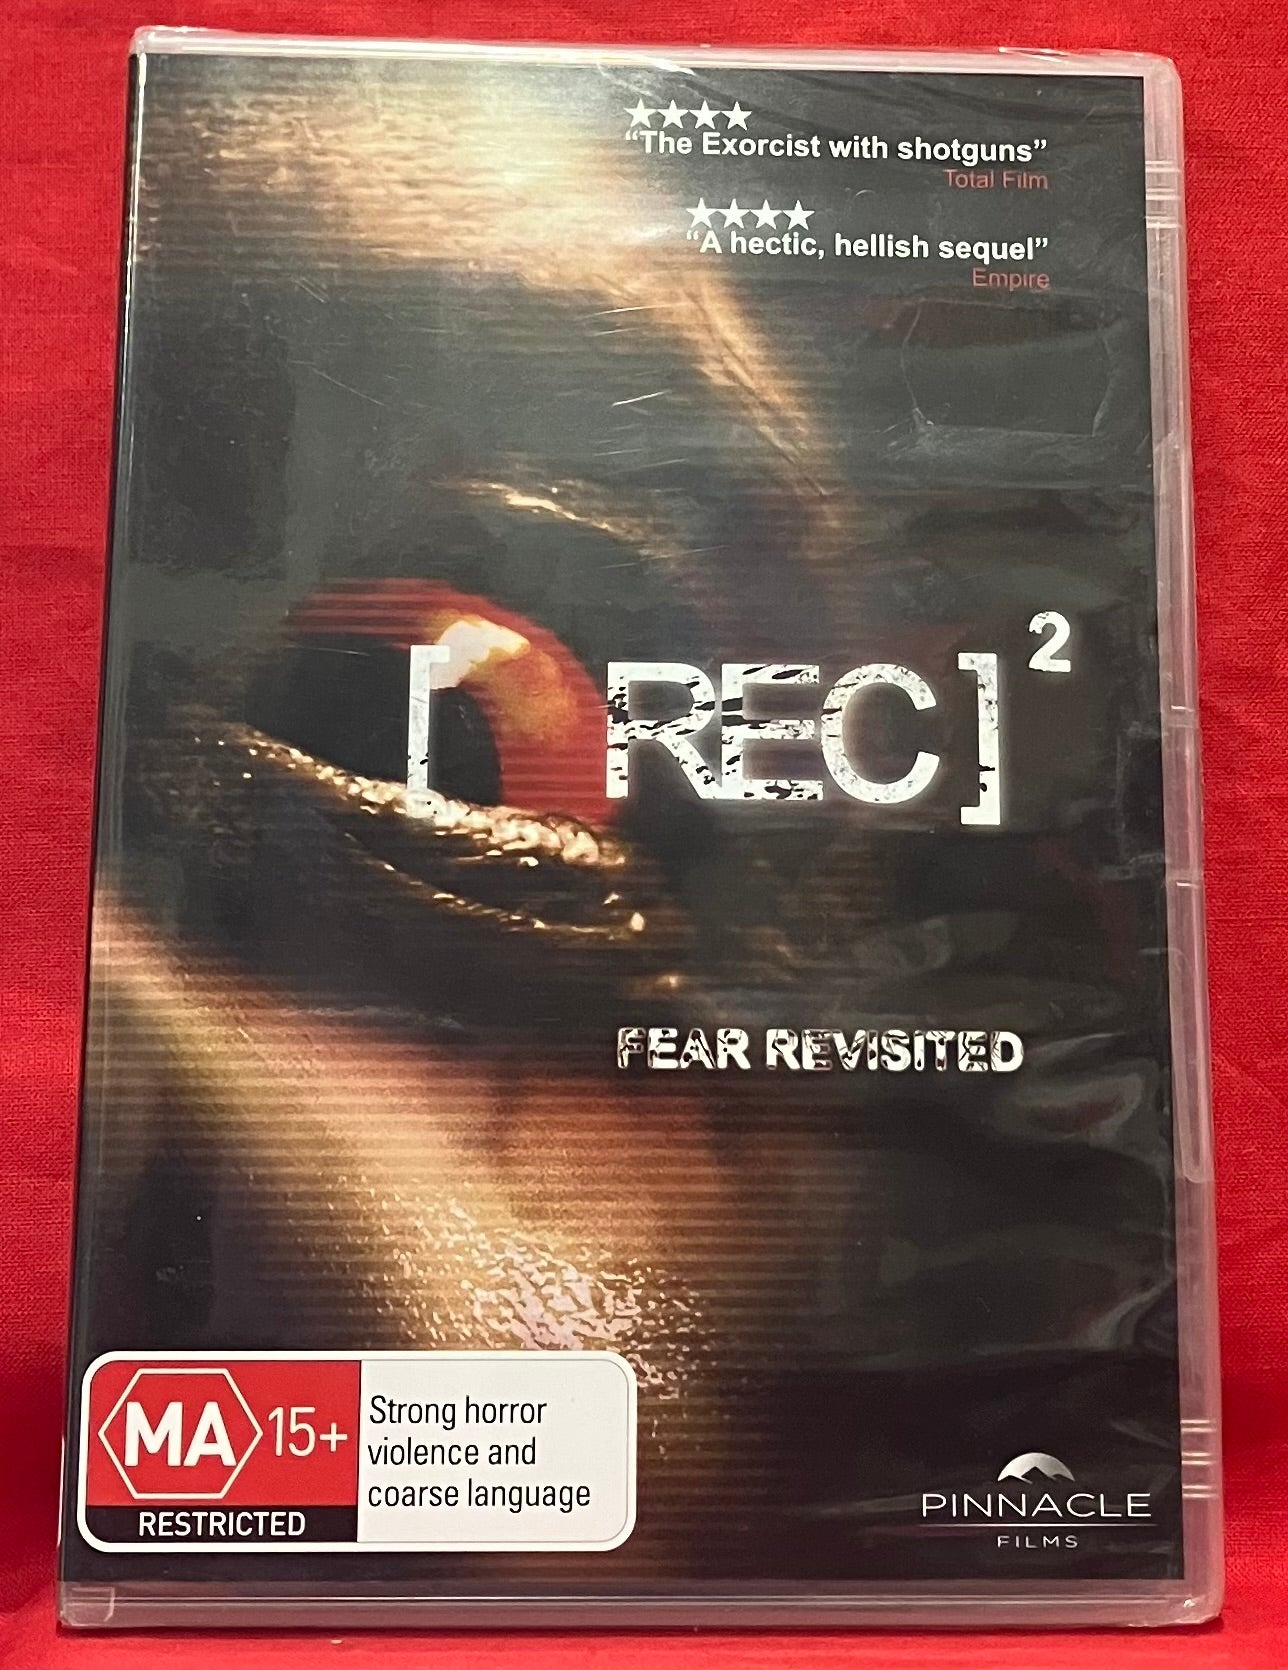 ★★★★
“The Exorcist with shotguns”
Total Film
★★★★
“A hectic, hellish sequel”
Empire
[ REC ]²
FEAR REVISITED
MA 15+
RESTRICTED
Strong horror
violence and
coarse language
PINNACLE
FILMS